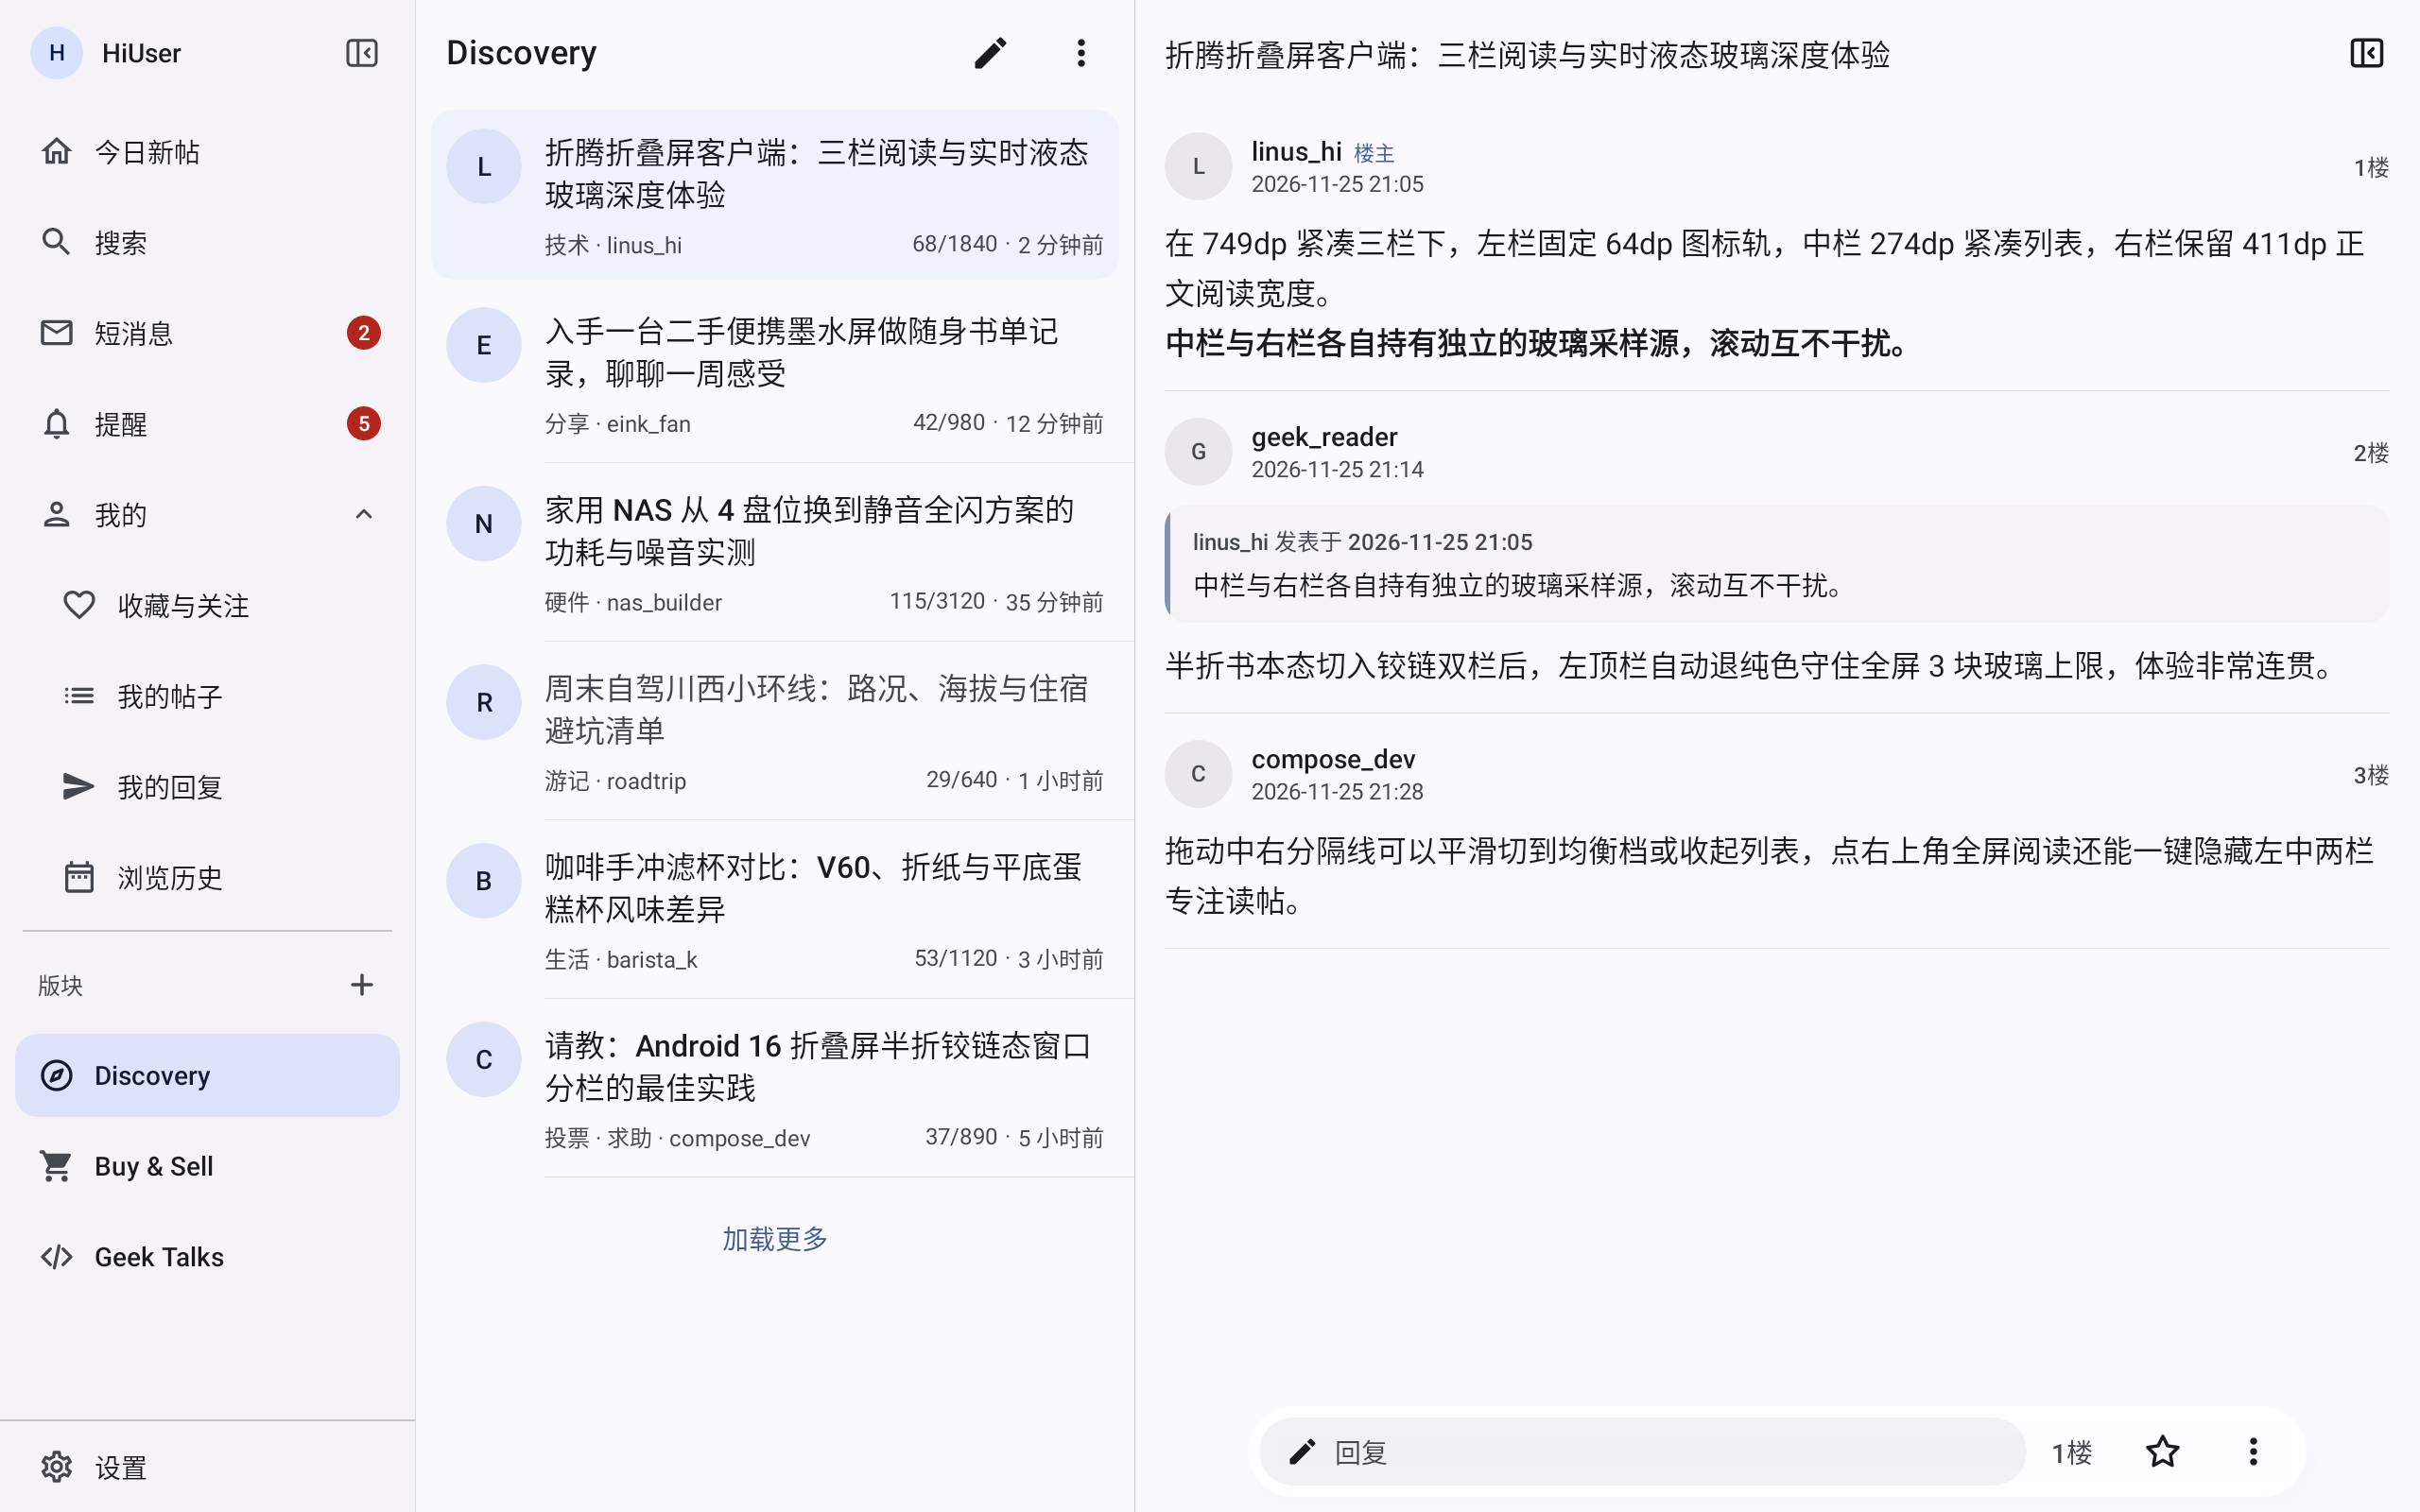 H HiUser
今日新帖
搜索
短消息 2
提醒 5
我的
收藏与关注
我的帖子
我的回复
浏览历史
版块
Discovery
Buy & Sell
Geek Talks
设置
Discovery
L
折腾折叠屏客户端：三栏阅读与实时液态
玻璃深度体验
技术 · linus_hi 68/1840 · 2 分钟前
E
入手一台二手便携墨水屏做随身书单记
录，聊聊一周感受
分享 · eink_fan 42/980 · 12 分钟前
N
家用 NAS 从 4 盘位换到静音全闪方案的
功耗与噪音实测
硬件 · nas_builder 115/3120 · 35 分钟前
R
周末自驾川西小环线：路况、海拔与住宿
避坑清单
游记 · roadtrip 29/640 · 1 小时前
B
咖啡手冲滤杯对比：V60、折纸与平底蛋
糕杯风味差异
生活 · barista_k 53/1120 · 3 小时前
C
请教：Android 16 折叠屏半折铰链态窗口
分栏的最佳实践
投票 · 求助 · compose_dev 37/890 · 5 小时前
加载更多
折腾折叠屏客户端：三栏阅读与实时液态玻璃深度体验
L
linus_hi 楼主
2026-11-25 21:05
1楼
在 749dp 紧凑三栏下，左栏固定 64dp 图标轨，中栏 274dp 紧凑列表，右栏保留 411dp 正
文阅读宽度。
中栏与右栏各自持有独立的玻璃采样源，滚动互不干扰。
G
geek_reader
2026-11-25 21:14
2楼
linus_hi 发表于 2026-11-25 21:05
中栏与右栏各自持有独立的玻璃采样源，滚动互不干扰。
半折书本态切入铰链双栏后，左顶栏自动退纯色守住全屏 3 块玻璃上限，体验非常连贯。
C
compose_dev
2026-11-25 21:28
3楼
拖动中右分隔线可以平滑切到均衡档或收起列表，点右上角全屏阅读还能一键隐藏左中两栏
专注读帖。
回复 1楼